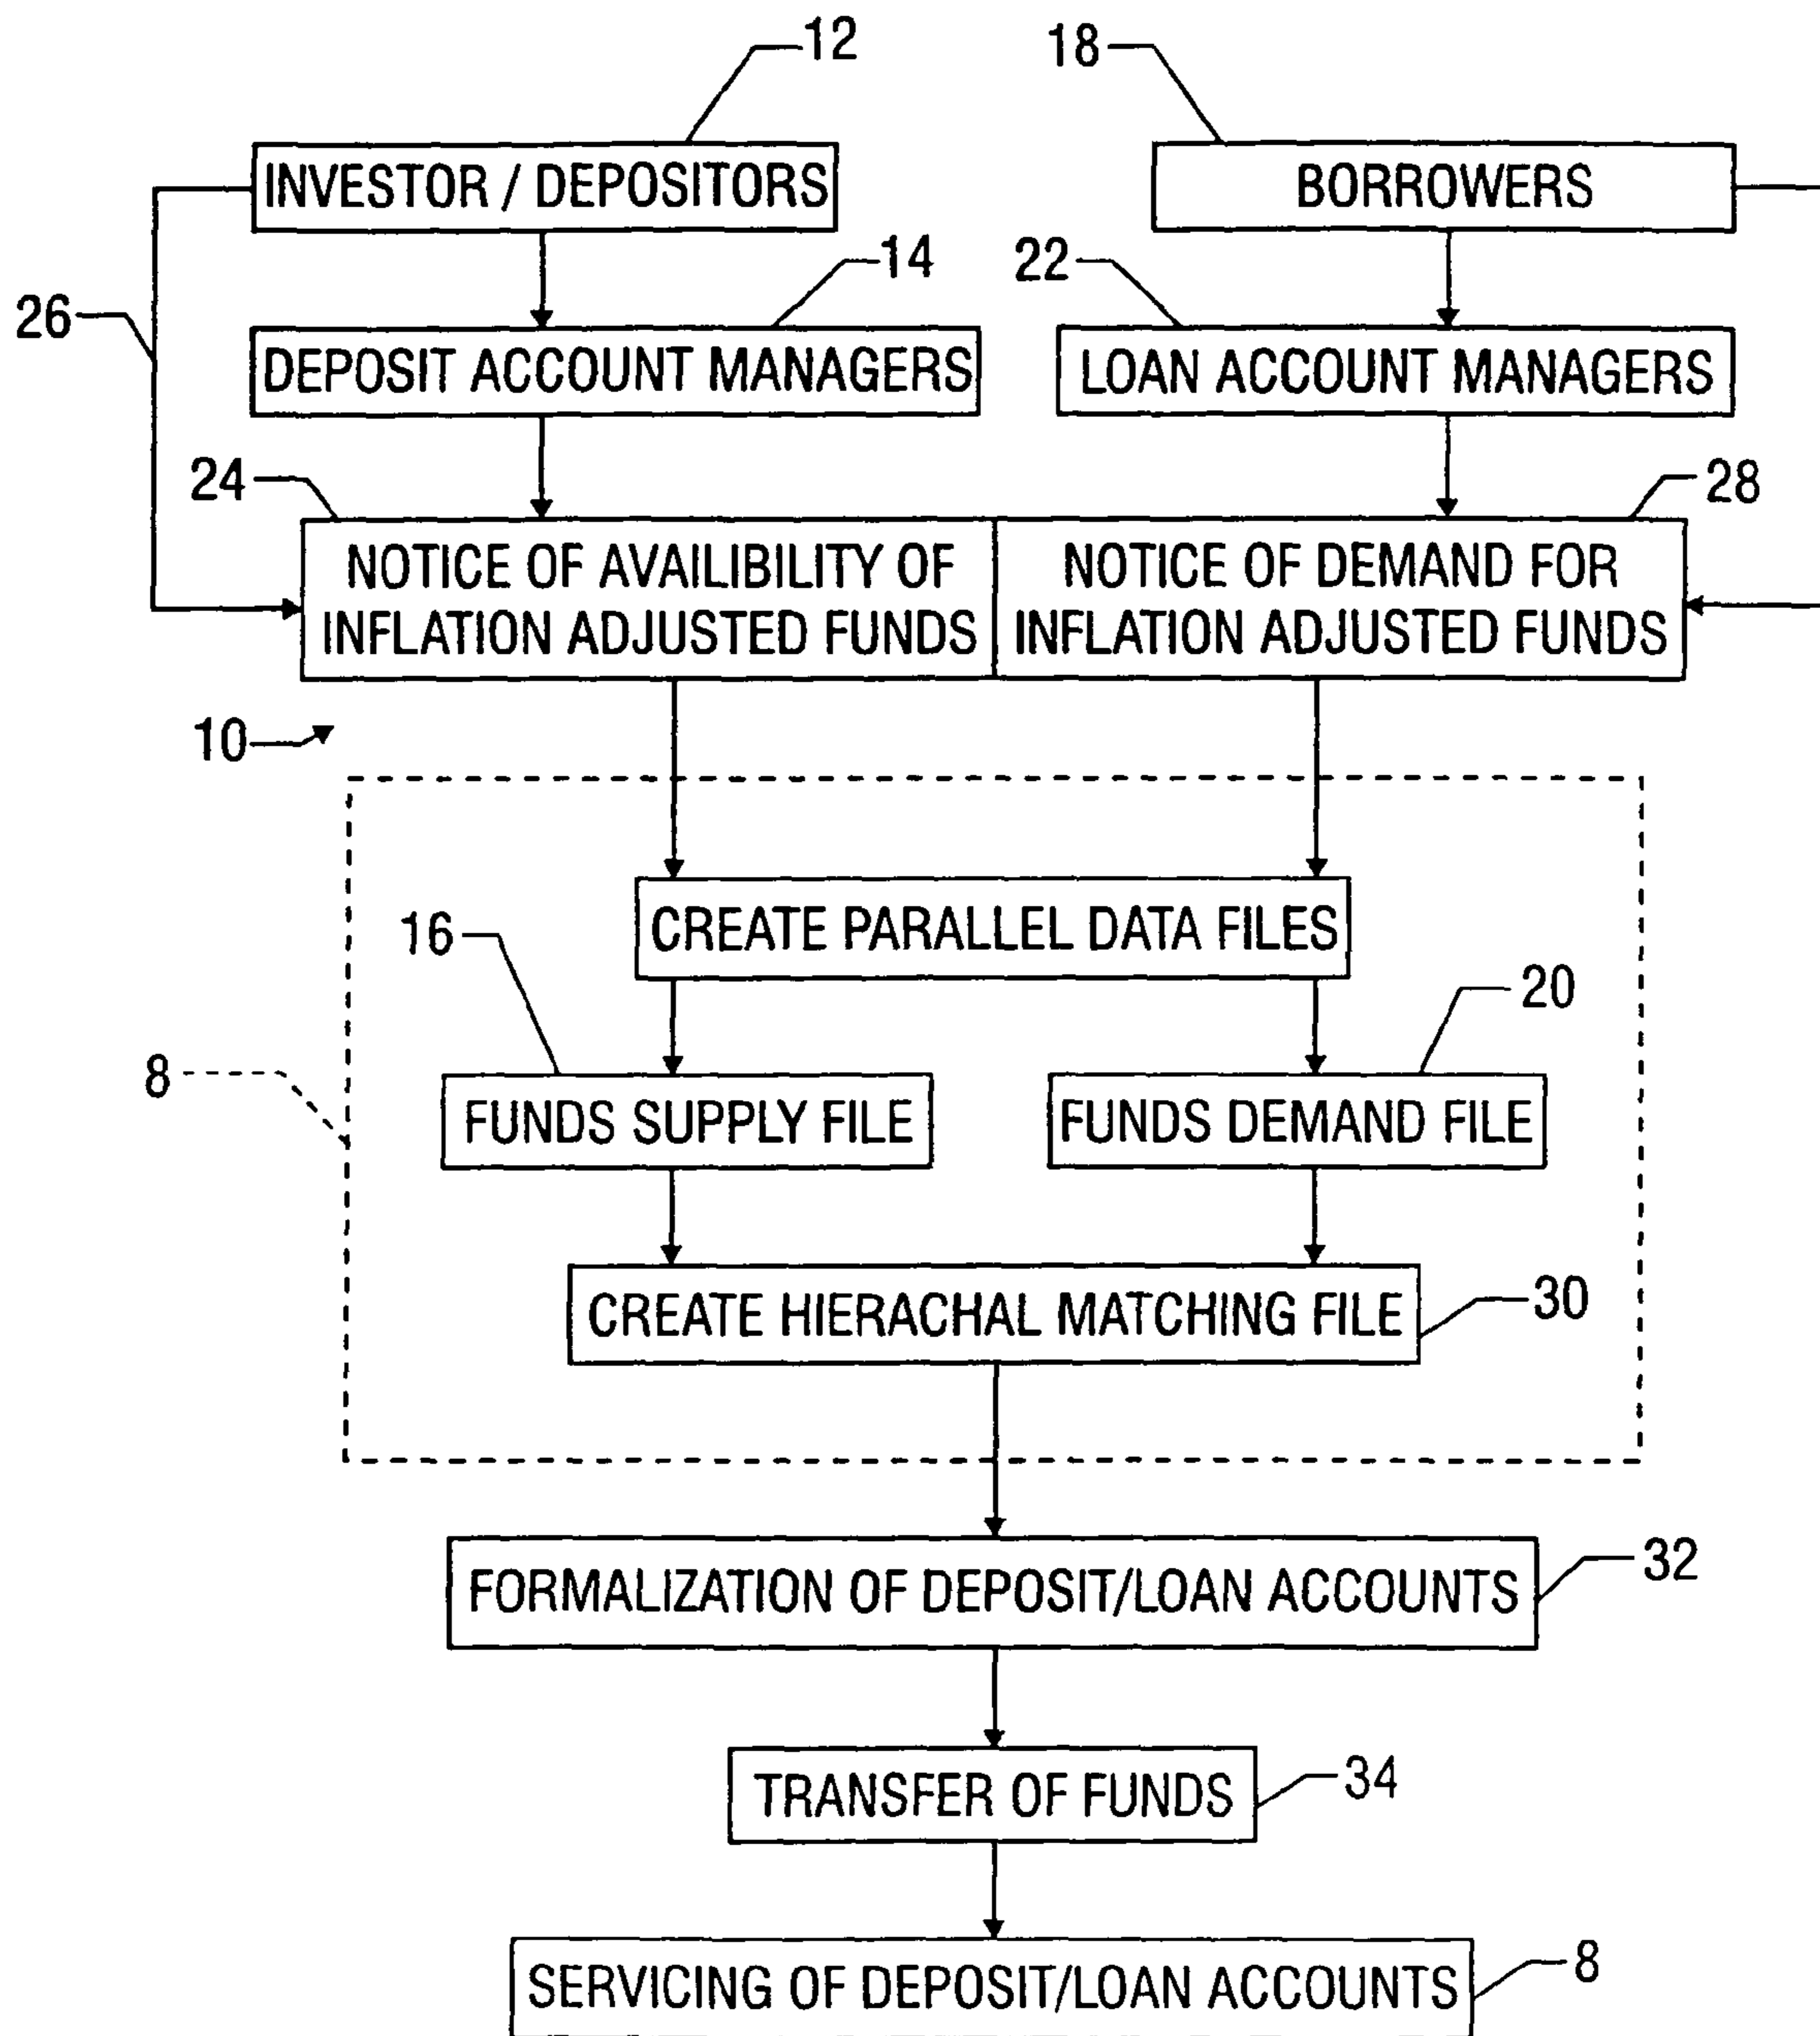 12
18
INVESTOR / DEPOSITORS
BORROWERS
14
22
26
DEPOSIT ACCOUNT MANAGERS
LOAN ACCOUNT MANAGERS
24
28
NOTICE OF AVAILIBILITY OF
INFLATION ADJUSTED FUNDS
NOTICE OF DEMAND FOR
INFLATION ADJUSTED FUNDS
10
CREATE PARALLEL DATA FILES
16
20
8
FUNDS SUPPLY FILE
FUNDS DEMAND FILE
CREATE HIERACHAL MATCHING FILE
30
FORMALIZATION OF DEPOSIT/LOAN ACCOUNTS
32
TRANSFER OF FUNDS
34
SERVICING OF DEPOSIT/LOAN ACCOUNTS
8